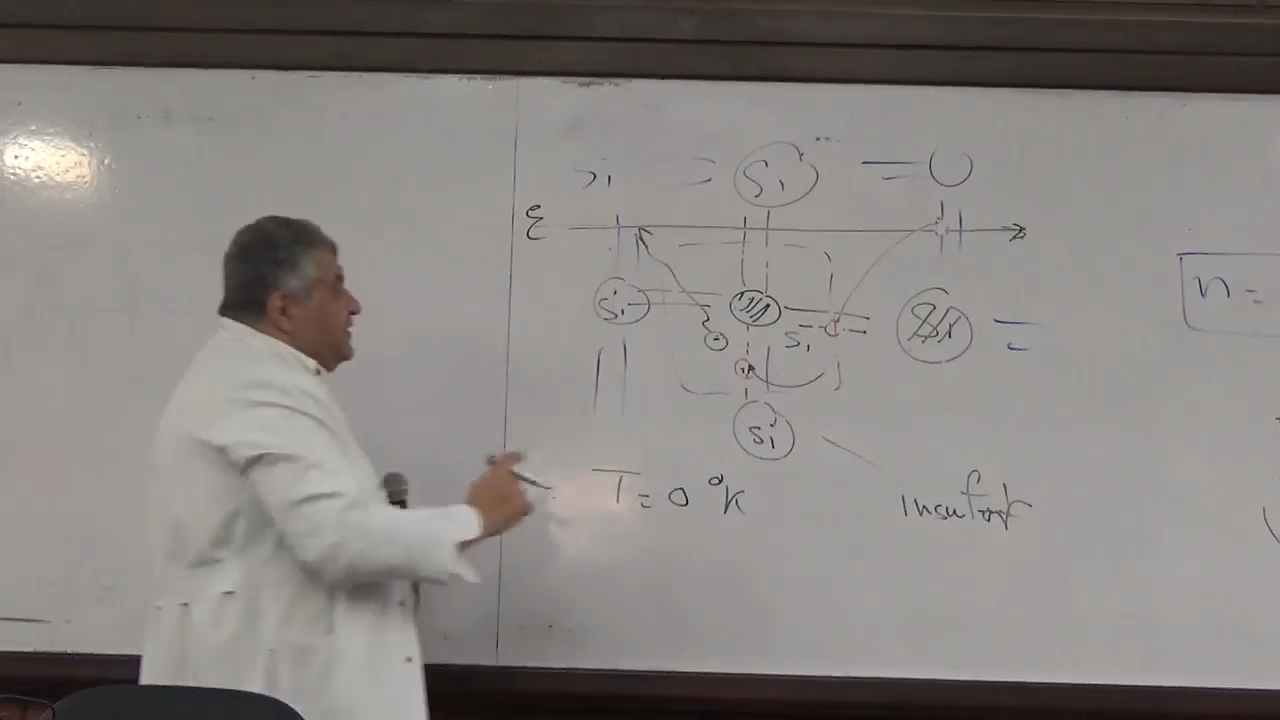 Si = Si = 
ε
Si Si
n =
Si
T = 0 °K
insulator